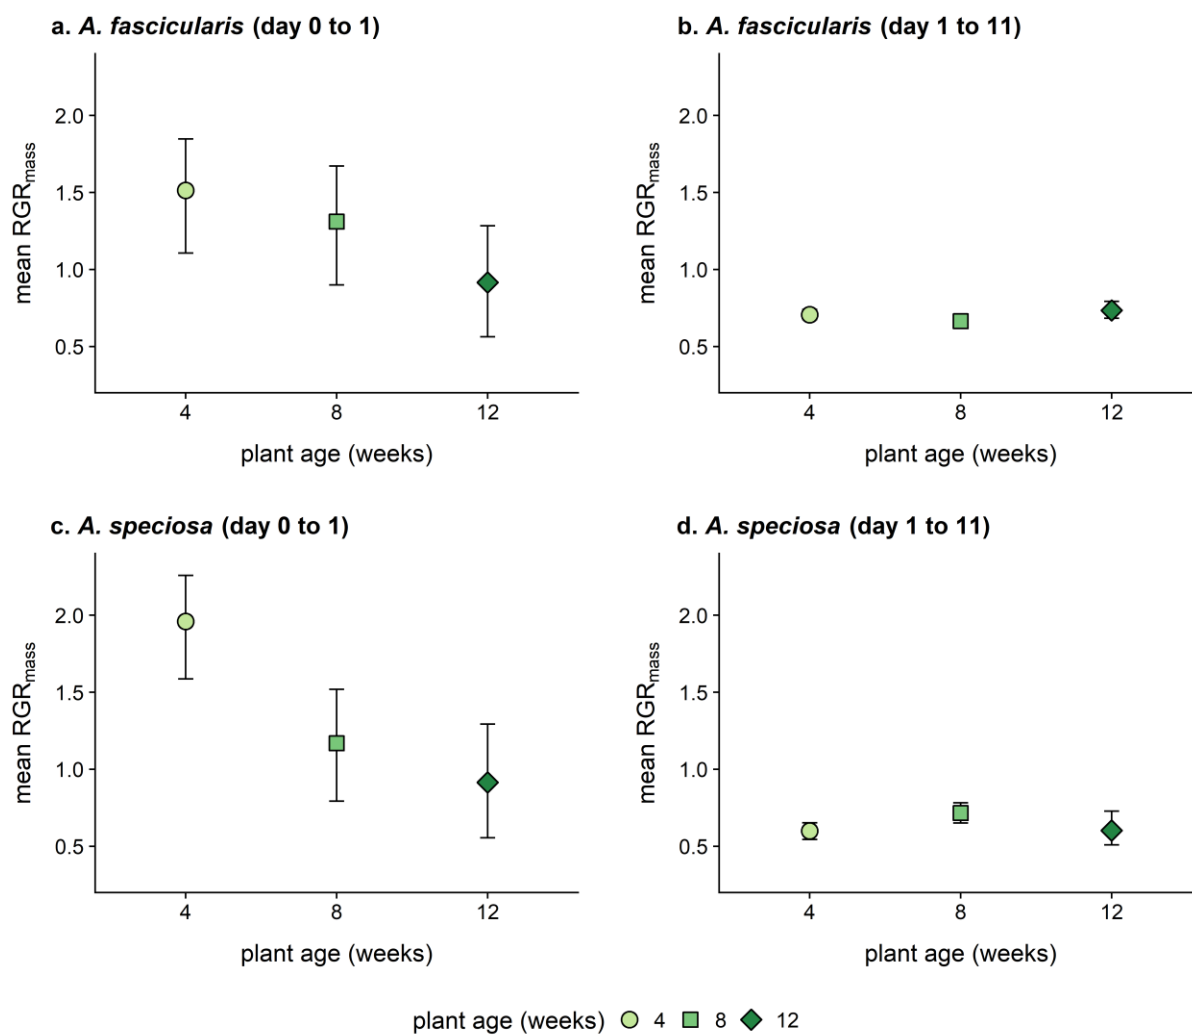 a. A. fascicularis (day 0 to 1)
mean RGRmass
2.0
1.5
1.0
0.5
4 8 12
plant age (weeks)
b. A. fascicularis (day 1 to 11)
mean RGRmass
2.0
1.5
1.0
0.5
4 8 12
plant age (weeks)
c. A. speciosa (day 0 to 1)
mean RGRmass
2.0
1.5
1.0
0.5
4 8 12
plant age (weeks)
d. A. speciosa (day 1 to 11)
mean RGRmass
2.0
1.5
1.0
0.5
4 8 12
plant age (weeks)
plant age (weeks) 4 8 12